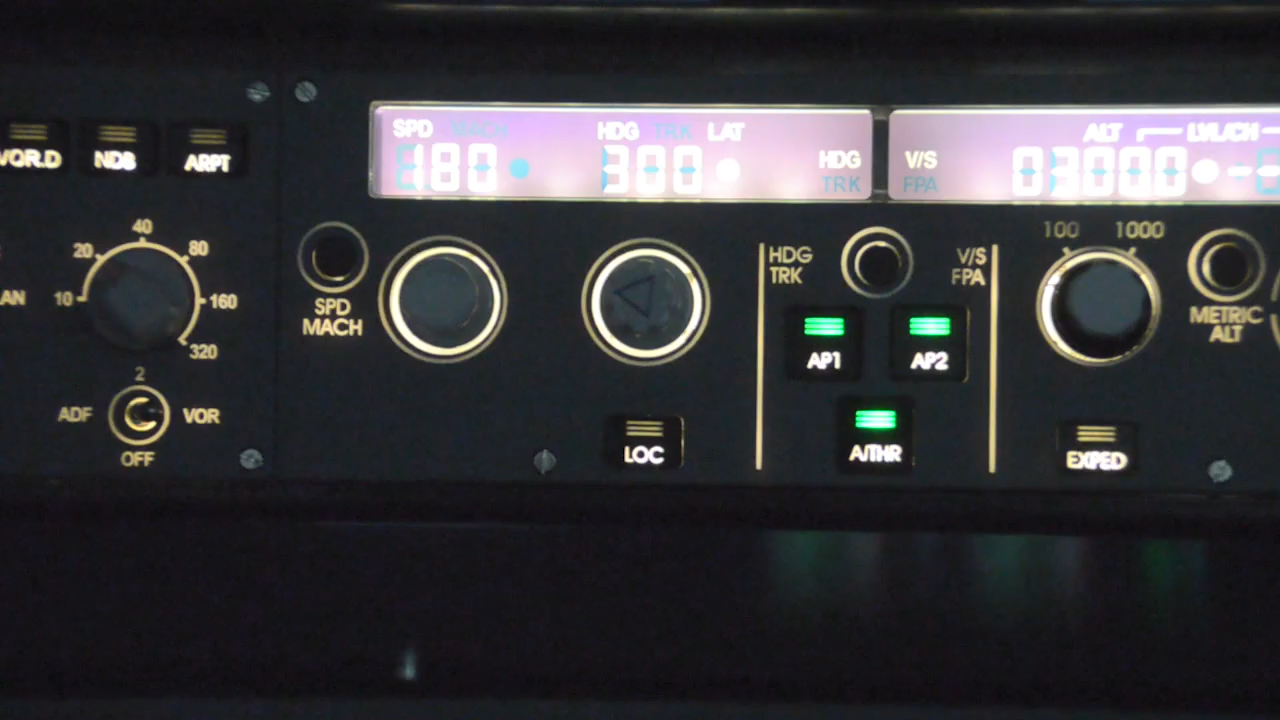 SPD MACH HDG TRK LAT ALT LVL/CH
180 300 HDG V/S 03000
TRK FPA
VOR.D NDB ARPT
40
20 80
10 160
320
SPD
MACH
HDG
TRK
V/S
FPA
100 1000
METRIC
ALT
AP1 AP2
2
ADF VOR
OFF
LOC A/THR EXPED